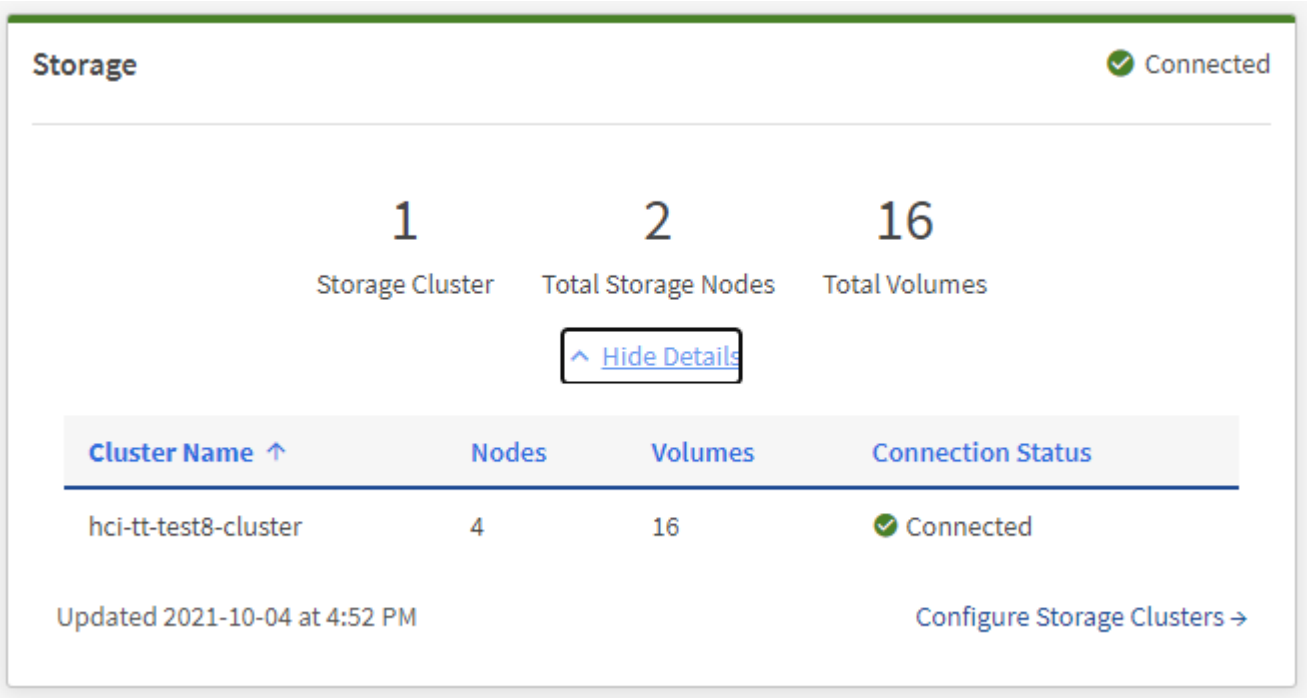 Storage
Connected
1 2 16
Storage Cluster Total Storage Nodes Total Volumes
Hide Details
Cluster Name ↑ Nodes Volumes Connection Status
hci-tt-test8-cluster 4 16 Connected
Updated 2021-10-04 at 4:52 PM
Configure Storage Clusters →